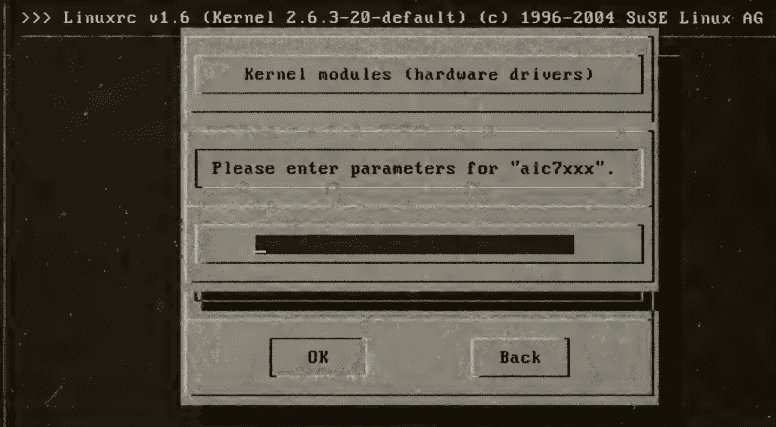 >>> Linuxrc v1.6 (Kernel 2.6.3-20-default) (c) 1996-2004 SuSE Linux AG
Kernel modules (hardware drivers)
Please enter parameters for "aic7xxx".
OK
Back